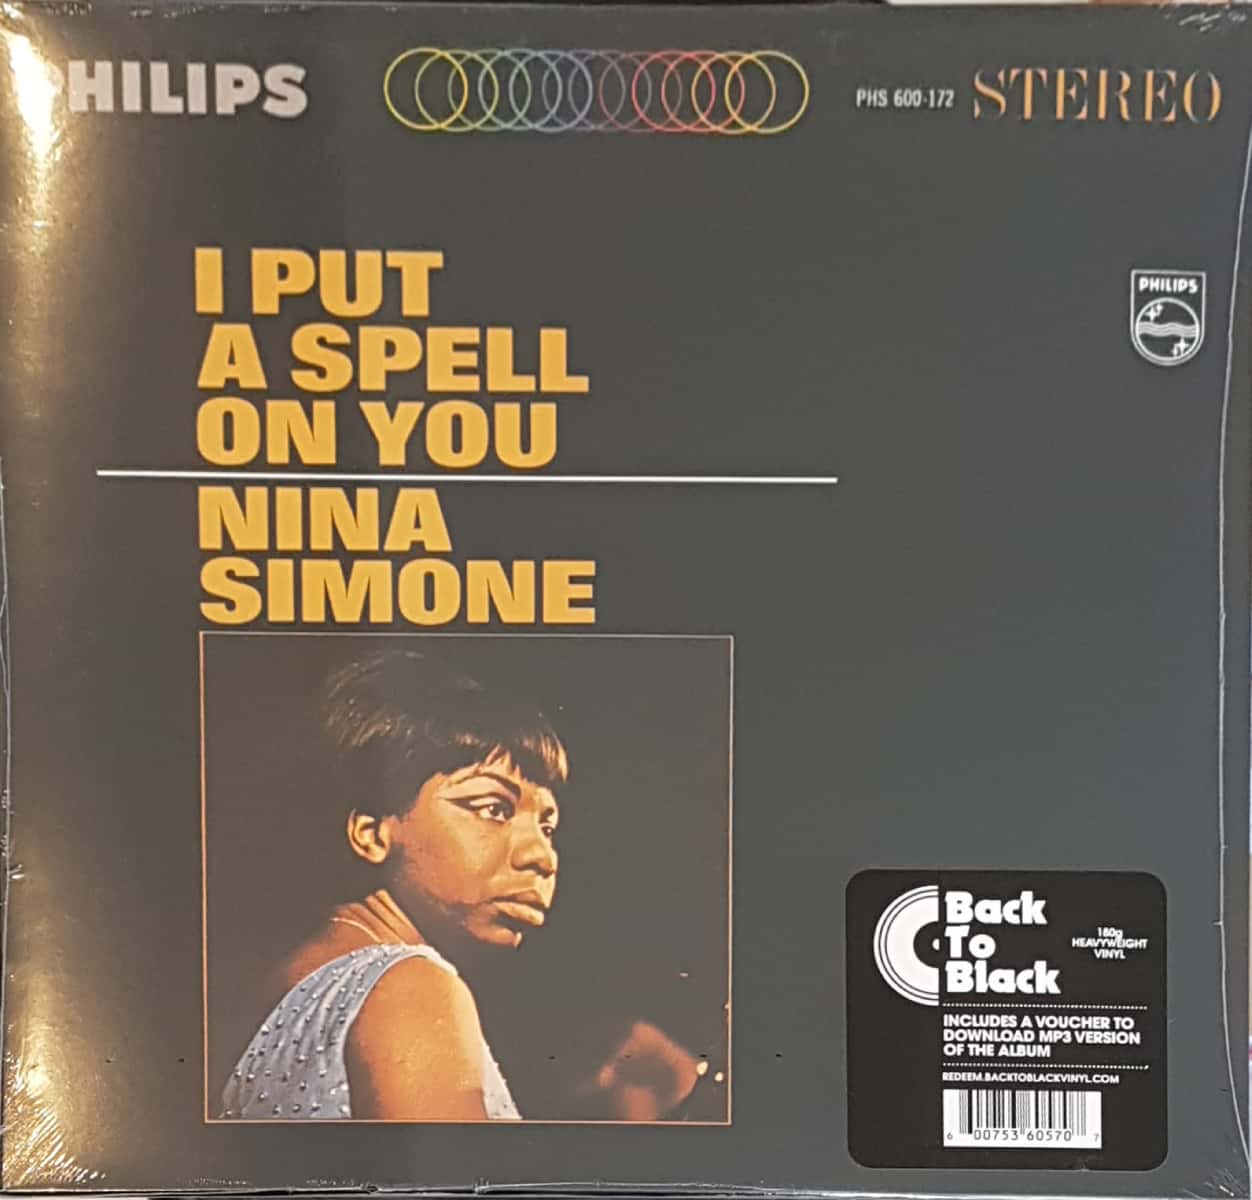 PHILIPS
PHS 600-172 STEREO
PHILIPS
I PUT
A SPELL
ON YOU
NINA
SIMONE
Back
To
Black
180g
HEAVYWEIGHT
VINYL
INCLUDES A VOUCHER TO
DOWNLOAD MP3 VERSION
OF THE ALBUM
REDEEM.BACKTOBLACKVINYL.COM
6 00753 60570 7